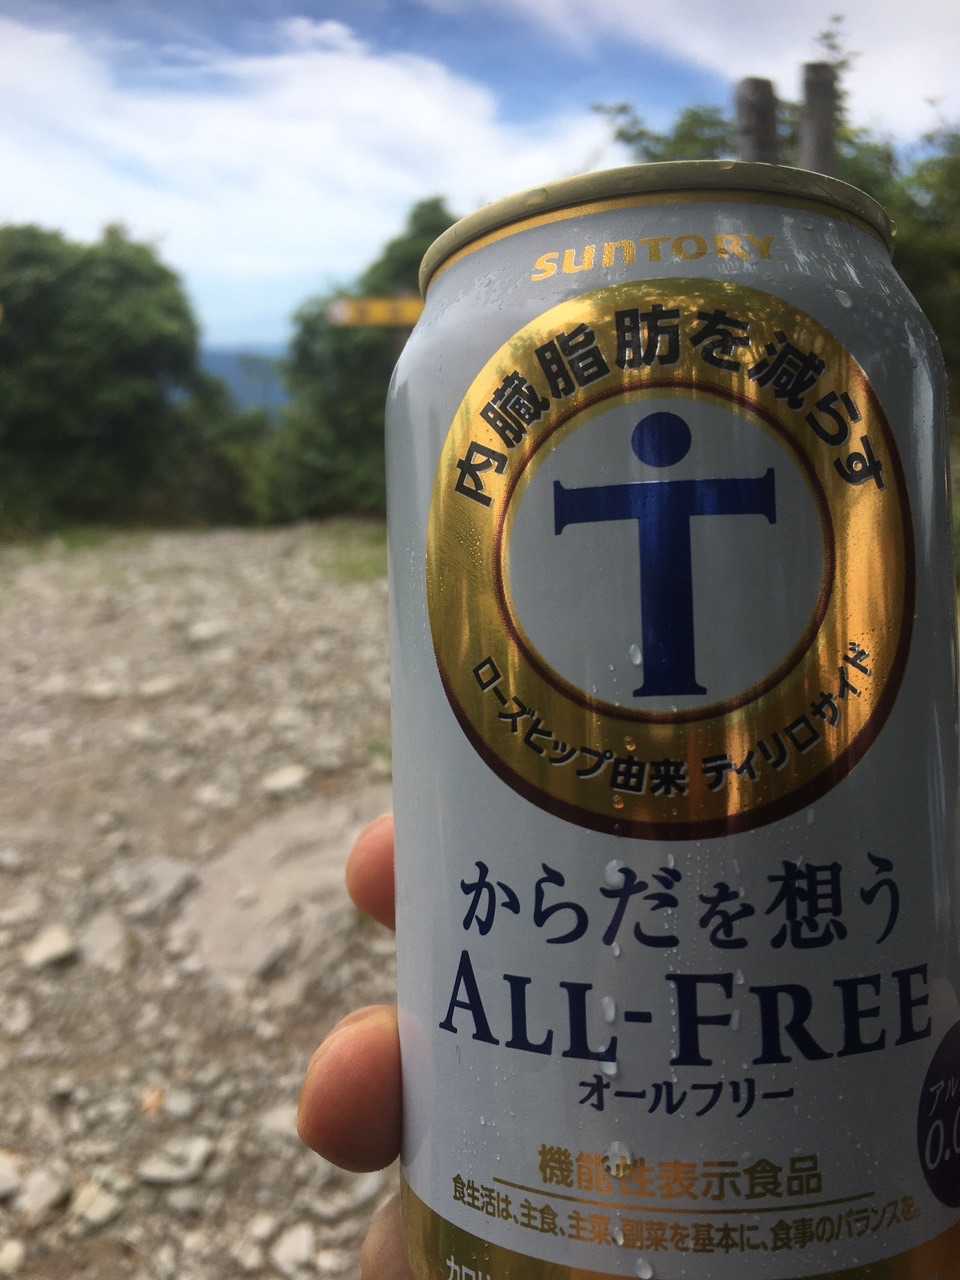 SUNTORY
内臓脂肪を減らす
ローズヒップ由来 ティリロサイド
からだを想う
ALL-FREE
オールフリー
機能性表示食品
食生活は、主食、主菜、副菜を基本に、食事のバランスを。